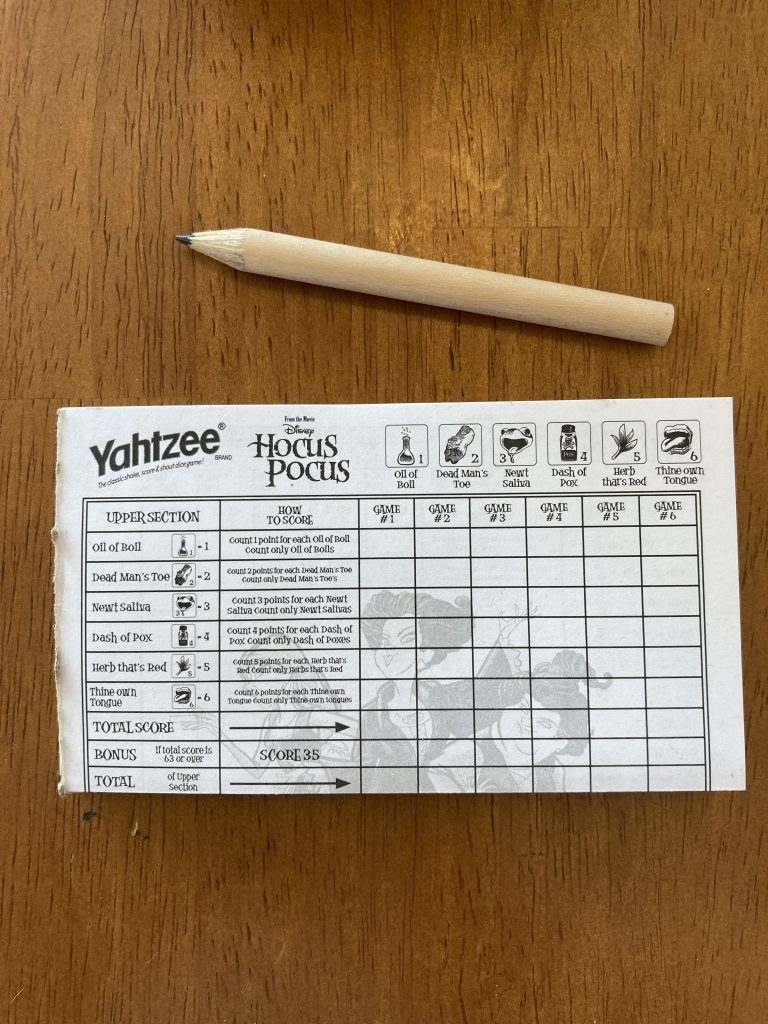 Yahtzee®
BRAND
The classic shake, score & shout dice game!
From the Movie
Disney
HOCUS
POCUS
1 2 3 4 5 6
Oil of Boil
Dead Man's Toe
Newt Saliva
Dash of Pox
Herb that's Red
Thine own Tongue
UPPER SECTION
HOW
TO SCORE
GAME #1
GAME #2
GAME #3
GAME #4
GAME #5
GAME #6
Oil of Boil 1 = 1
Count 1 point for each Oil of Boil
Count only Oil of Boils
Dead Man's Toe 2 = 2
Count 2 points for each Dead Man's Toe
Count only Dead Man's Toe's
Newt Saliva 3 = 3
Count 3 points for each Newt
Saliva Count only Newt Salivas
Dash of Pox 4 = 4
Count 4 points for each Dash of
Pox Count only Dash of Poxes
Herb that's Red 5 = 5
Count 5 points for each Herb that's
Red Count only Herbs that's Red
Thine own
Tongue 6 = 6
Count 6 points for each Thine own
Tongue Count only Thine own tongues
TOTAL SCORE
BONUS
if total score is
63 or over
SCORE 35
TOTAL
of Upper
section